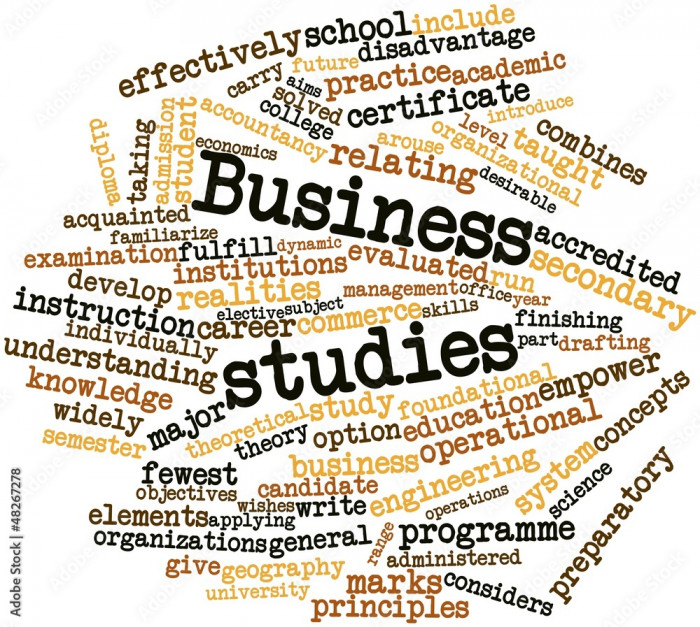 effectively
school
include
disadvantage
carry
future
aims
practice
academic
solved
college
certificate
introduce
diploma
taking
admission
student
accountancy
economics
arouse
level
organizational
taught
combines
relating
desirable
Business
acquainted
familiarize
accredited
examination
fulfill
dynamic
institutions
evaluated
run
secondary
develop
realities
management
office
year
instruction
career
elective
subject
commerce
skills
finishing
individually
part
drafting
understanding
studies
knowledge
widely
major
semester
theoretical
study
foundational
empower
theory
option
education
operational
concepts
fewest
business
system
objectives
candidate
engineering
science
preparatory
elements
applying
wishes
write
operations
organizations
general
range
programme
administered
give
geography
university
marks
considers
principles
Adobe Stock | #48267278
Adobe Stock